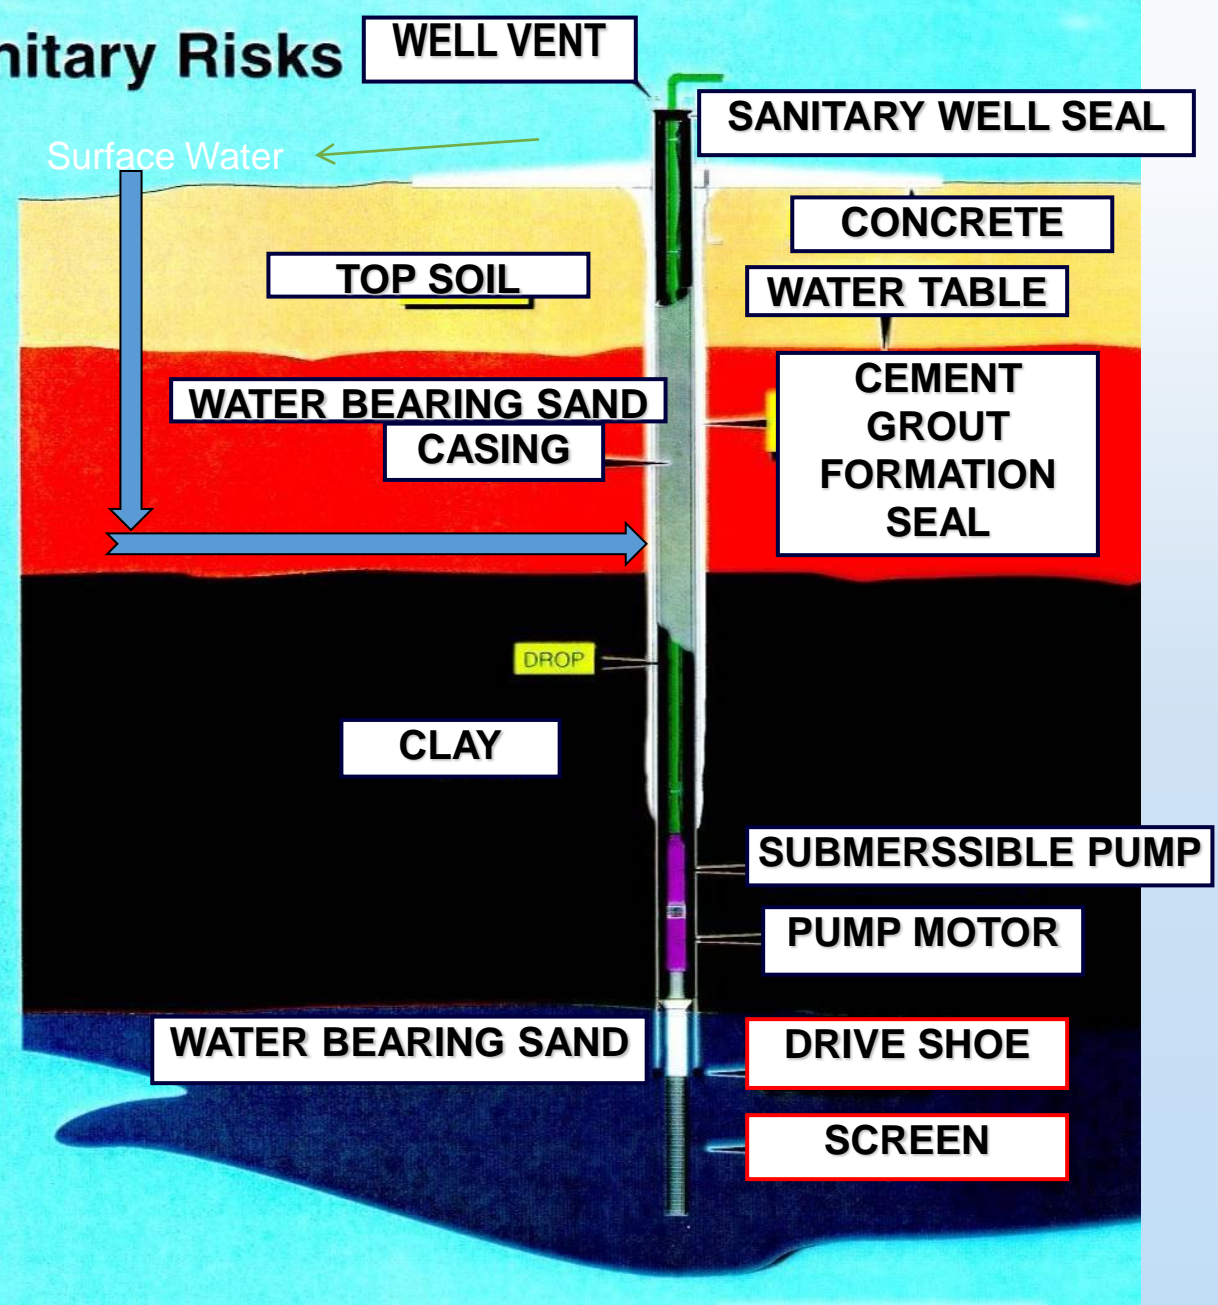 nitary Risks
WELL VENT
SANITARY WELL SEAL
Surface Water
CONCRETE
TOP SOIL
WATER TABLE
WATER BEARING SAND
CASING
CEMENT
GROUT
FORMATION
SEAL
DROP
CLAY
SUBMERSSIBLE PUMP
PUMP MOTOR
WATER BEARING SAND
DRIVE SHOE
SCREEN